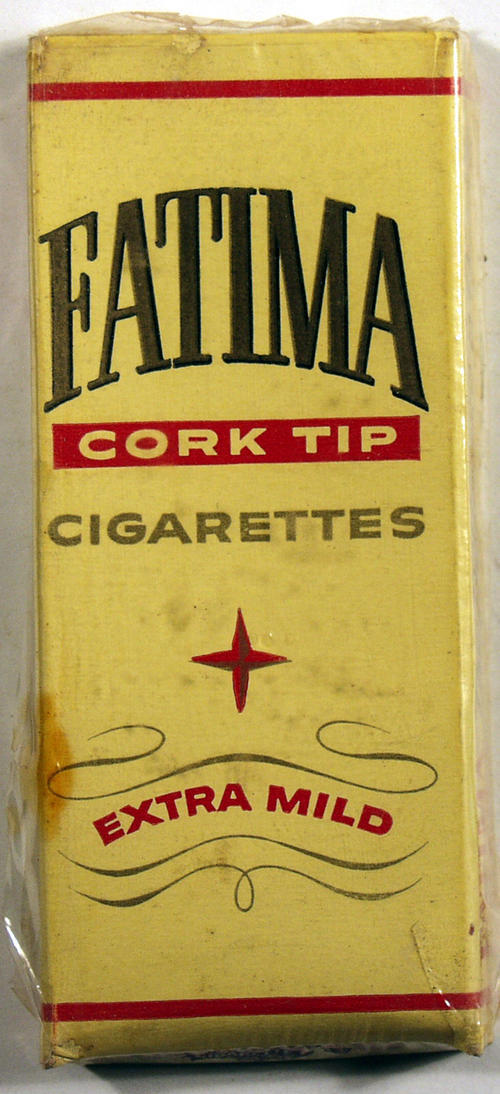 FATIMA
CORK TIP
CIGARETTES
EXTRA MILD